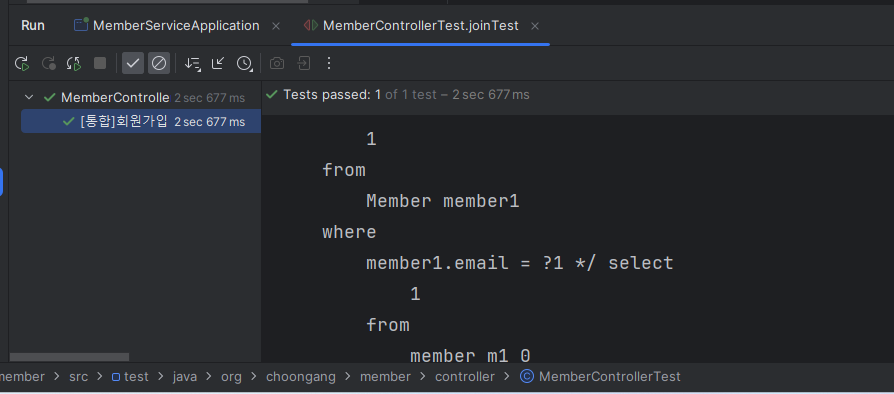 Run MemberServiceApplication × MemberControllerTest.joinTest ×
MemberControlle 2 sec 677 ms
[통합]회원가입 2 sec 677 ms
Tests passed: 1 of 1 test – 2 sec 677 ms
1
from
Member member1
where
member1.email = ?1 */ select
1
from
member m1_0
member > src > test > java > org > choongang > member > controller > MemberControllerTest